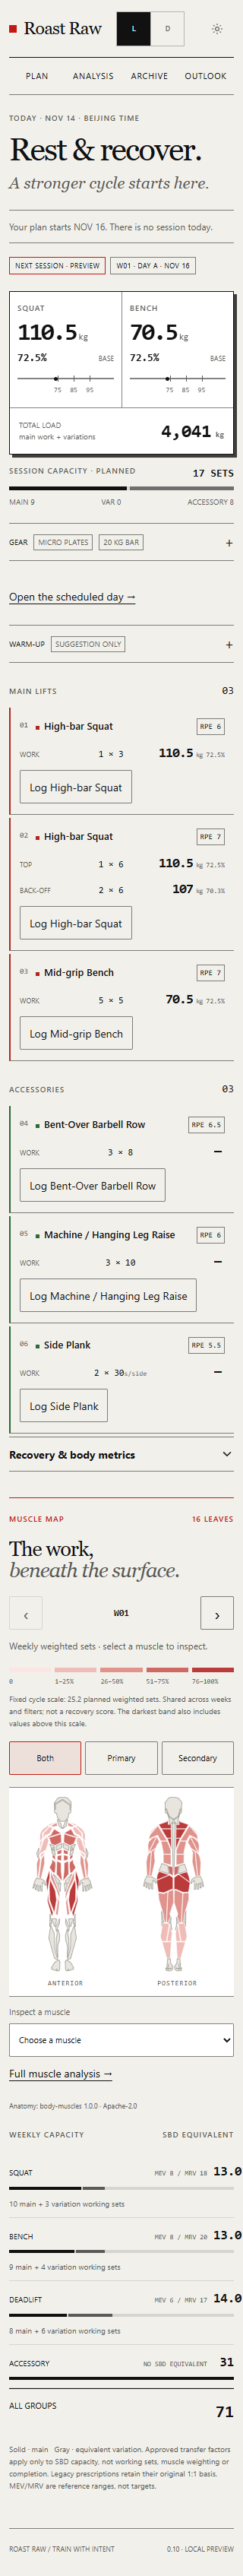 Roast Raw
L
D
PLAN ANALYSIS ARCHIVE OUTLOOK
TODAY · NOV 14 · BEIJING TIME
Rest & recover.
A stronger cycle starts here.
Your plan starts NOV 16. There is no session today.
NEXT SESSION · PREVIEW
W01 · DAY A · NOV 16
SQUAT
110.5 kg
72.5% BASE
75 85 95
BENCH
70.5 kg
72.5% BASE
75 85 95
TOTAL LOAD
main work + variations
4,041 kg
SESSION CAPACITY · PLANNED 17 SETS
MAIN 9 VAR 0 ACCESSORY 8
GEAR MICRO PLATES 20 KG BAR +
Open the scheduled day →
WARM-UP SUGGESTION ONLY +
MAIN LIFTS 03
01 High-bar Squat RPE 6
WORK 1 × 3 110.5 kg 72.5%
Log High-bar Squat
02 High-bar Squat RPE 7
TOP 1 × 6 110.5 kg 72.5%
BACK-OFF 2 × 6 107 kg 70.3%
Log High-bar Squat
03 Mid-grip Bench RPE 7
WORK 5 × 5 70.5 kg 72.5%
Log Mid-grip Bench
ACCESSORIES 03
04 Bent-Over Barbell Row RPE 6.5
WORK 3 × 8 —
Log Bent-Over Barbell Row
05 Machine / Hanging Leg Raise RPE 6
WORK 3 × 10 —
Log Machine / Hanging Leg Raise
06 Side Plank RPE 5.5
WORK 2 × 30s/side —
Log Side Plank
Recovery & body metrics
MUSCLE MAP 16 LEAVES
The work,
beneath the surface.
‹ W01 ›
Weekly weighted sets · select a muscle to inspect.
0 1–25% 26–50% 51–75% 76–100%
Fixed cycle scale: 25.2 planned weighted sets. Shared across weeks
and filters; not a recovery score. The darkest band also includes
values above this scale.
Both Primary Secondary
ANTERIOR POSTERIOR
Inspect a muscle
Choose a muscle
Full muscle analysis →
Anatomy: body-muscles 1.0.0 · Apache-2.0
WEEKLY CAPACITY SBD EQUIVALENT
SQUAT MEV 8 / MRV 18 13.0
10 main + 3 variation working sets
BENCH MEV 8 / MRV 20 13.0
9 main + 4 variation working sets
DEADLIFT MEV 6 / MRV 17 14.0
8 main + 6 variation working sets
ACCESSORY NO SBD EQUIVALENT 31
ALL GROUPS 71
Solid · main Gray · equivalent variation. Approved transfer factors
apply only to SBD capacity, not working sets, muscle weighting or
completion. Legacy prescriptions retain their original 1:1 basis.
MEV/MRV are reference ranges, not targets.
ROAST RAW / TRAIN WITH INTENT 0.10 · LOCAL PREVIEW